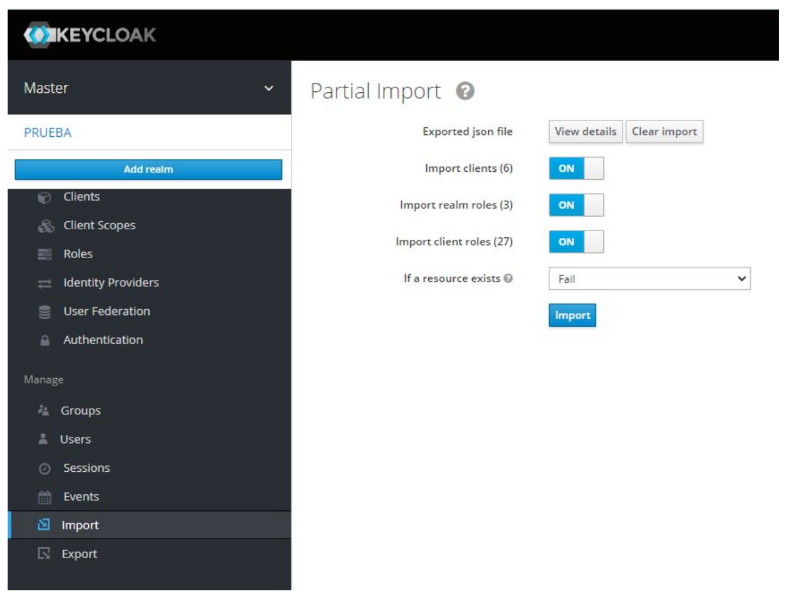 KEYCLOAK
Master
PRUEBA
Add realm
Clients
Client Scopes
Roles
Identity Providers
User Federation
Authentication
Manage
Groups
Users
Sessions
Events
Import
Export
Partial Import ?
Exported json file View details Clear import
Import clients (6) ON
Import realm roles (3) ON
Import client roles (27) ON
If a resource exists ? Fail
Import